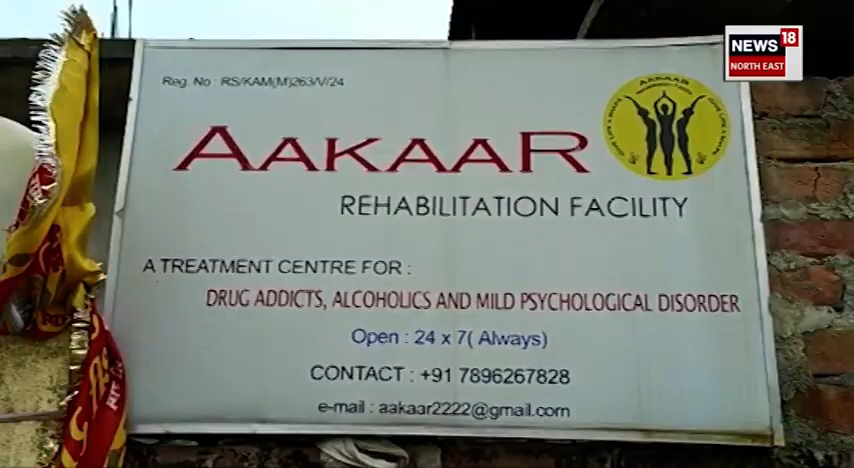 NEWS 18
NORTH EAST
Reg. No : RS/KAM(M)263/V/24
AAKAAR
AAKAAR
REHABILITATION FACILITY
A TREATMENT CENTRE FOR :
DRUG ADDICTS, ALCOHOLICS AND MILD PSYCHOLOGICAL DISORDER
Open : 24 x 7( Always)
CONTACT : +91 7896267828
e-mail : aakaar2222@gmail.com